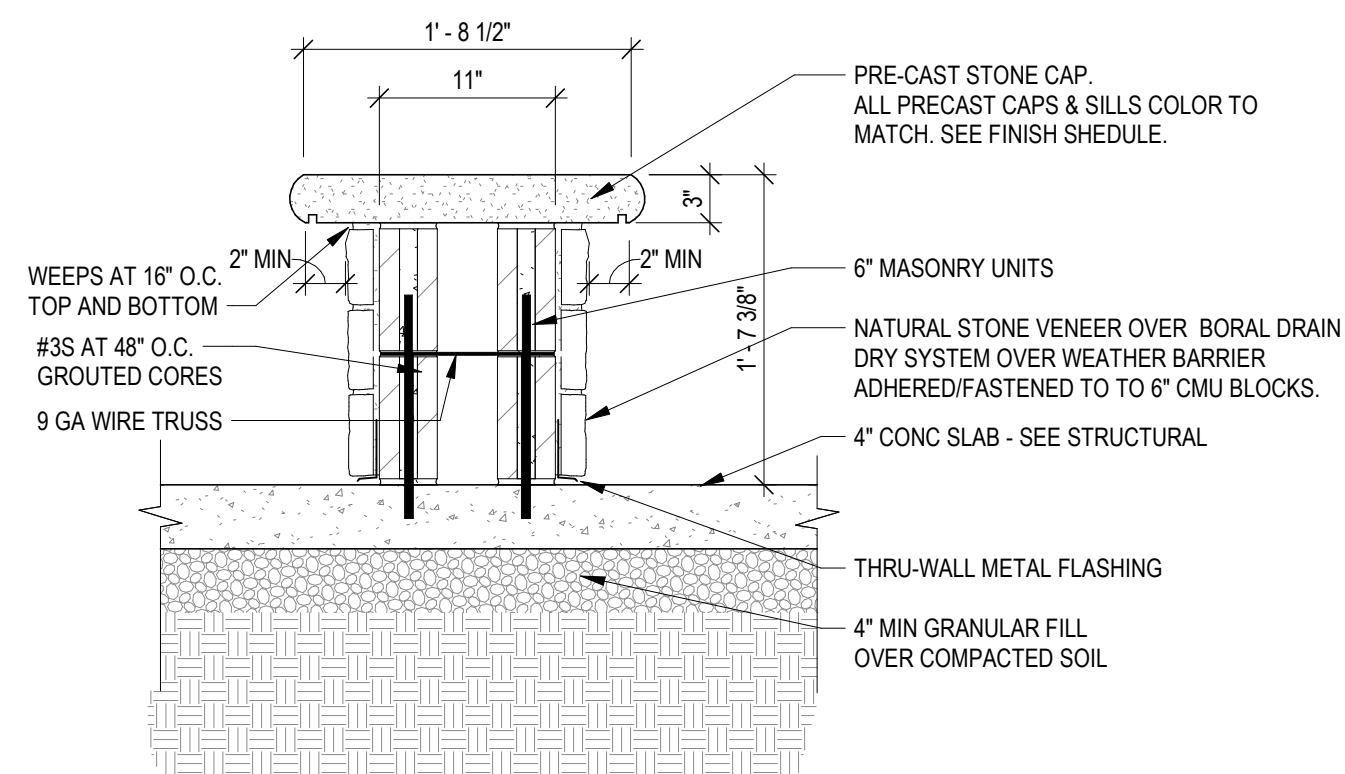 1' - 8 1/2"
11"
PRE-CAST STONE CAP.
ALL PRECAST CAPS & SILLS COLOR TO
MATCH. SEE FINISH SHEDULE.
3"
1' - 7 3/8"
2" MIN
2" MIN
WEEPS AT 16" O.C.
TOP AND BOTTOM
#3S AT 48" O.C.
GROUTED CORES
9 GA WIRE TRUSS
6" MASONRY UNITS
NATURAL STONE VENEER OVER BORAL DRAIN
DRY SYSTEM OVER WEATHER BARRIER
ADHERED/FASTENED TO TO 6" CMU BLOCKS.
4" CONC SLAB - SEE STRUCTURAL
THRU-WALL METAL FLASHING
4" MIN GRANULAR FILL
OVER COMPACTED SOIL